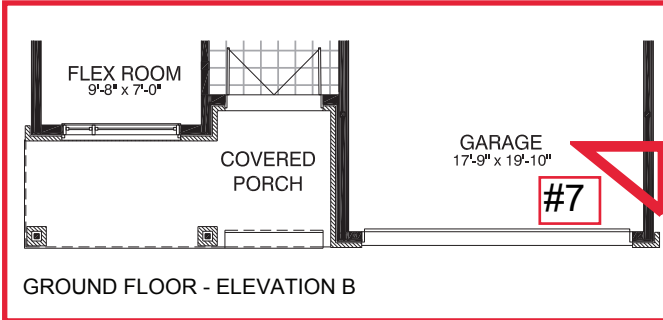 FLEX ROOM
9'-8" x 7'-0"
COVERED
PORCH
GARAGE
17'-9" x 19'-10"
#7
GROUND FLOOR - ELEVATION B